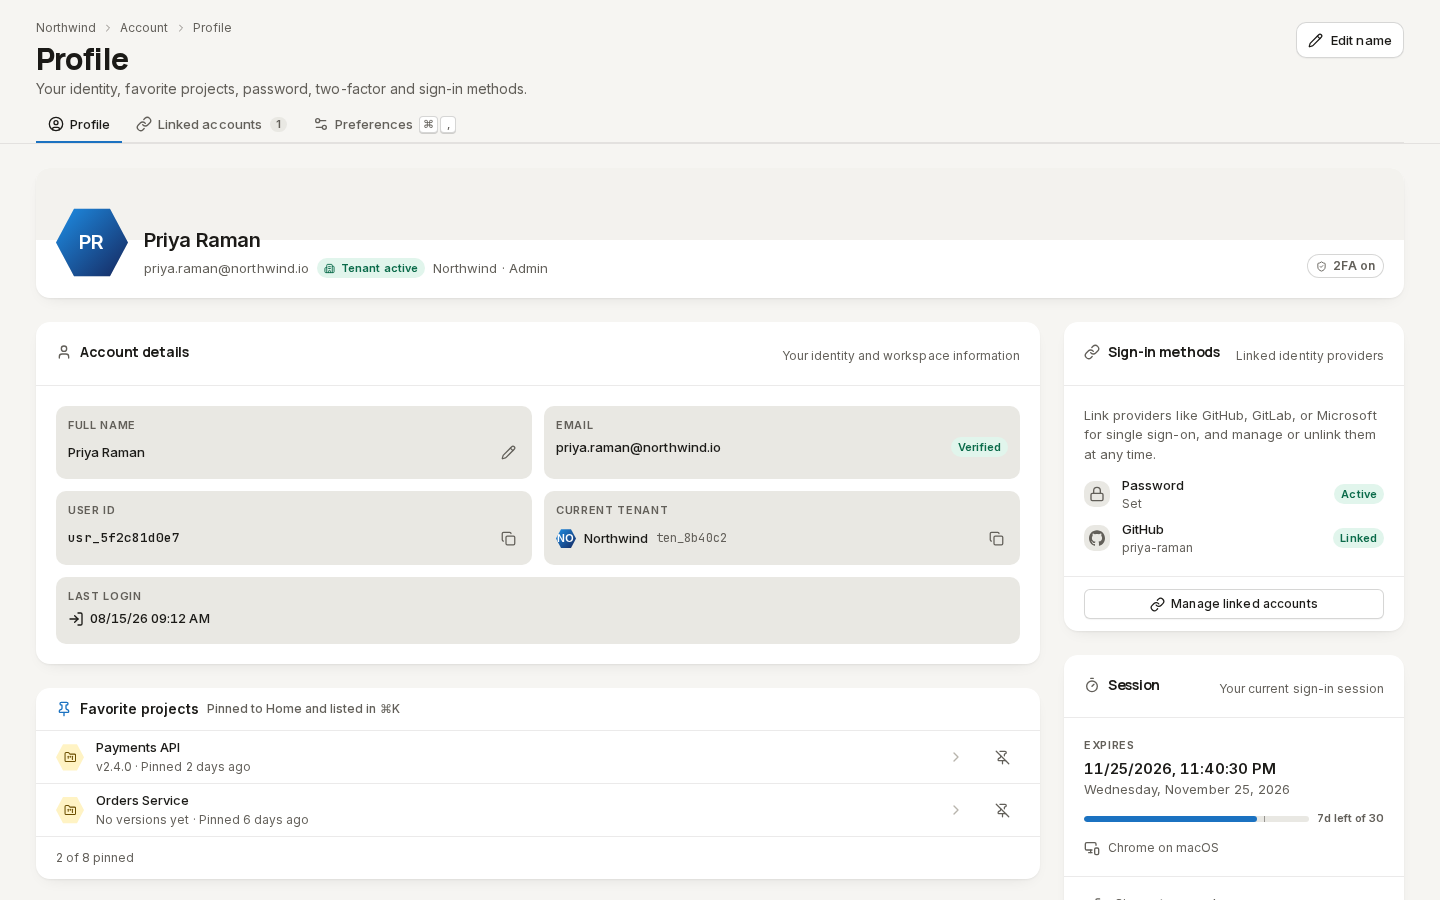 Northwind > Account > Profile
Profile
Your identity, favorite projects, password, two-factor and sign-in methods.
Edit name
Profile
Linked accounts 1
Preferences ⌘ ,
PR
Priya Raman
priya.raman@northwind.io Tenant active Northwind · Admin
2FA on
Account details
Your identity and workspace information
FULL NAME
Priya Raman
EMAIL
priya.raman@northwind.io Verified
USER ID
usr_5f2c81d0e7
CURRENT TENANT
NO Northwind ten_8b40c2
LAST LOGIN
08/15/26 09:12 AM
Favorite projects Pinned to Home and listed in ⌘K
Payments API
v2.4.0 · Pinned 2 days ago
Orders Service
No versions yet · Pinned 6 days ago
2 of 8 pinned
Sign-in methods Linked identity providers
Link providers like GitHub, GitLab, or Microsoft
for single sign-on, and manage or unlink them
at any time.
Password
Set
Active
GitHub
priya-raman
Linked
Manage linked accounts
Session Your current sign-in session
EXPIRES
11/25/2026, 11:40:30 PM
Wednesday, November 25, 2026
7d left of 30
Chrome on macOS